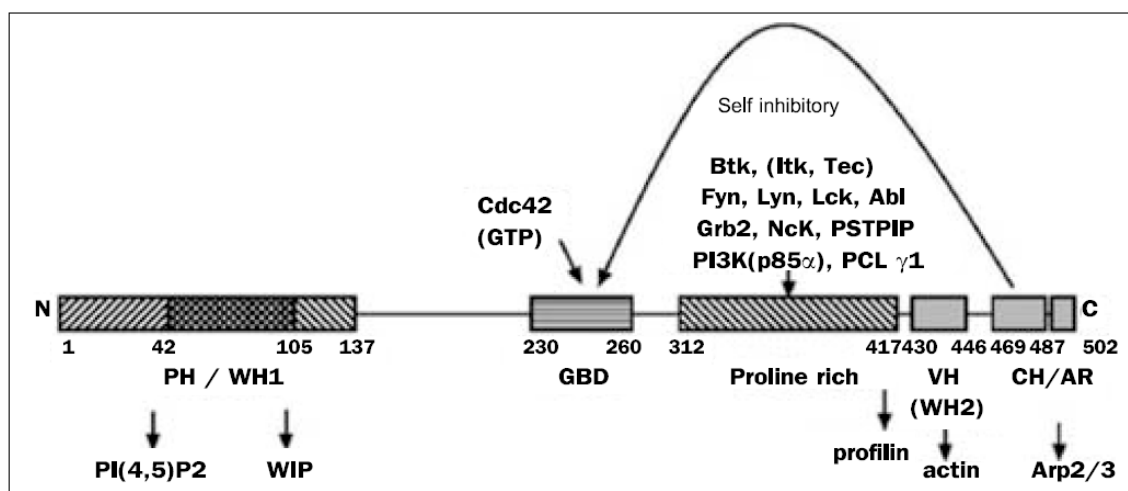 Self inhibitory
Btk, (Itk, Tec)
Fyn, Lyn, Lck, Abl
Grb2, NcK, PSTPIP
PI3K(p85α), PCL γ1
Cdc42
(GTP)
N C
1 42 105 137 230 260 312 417 430 446 469 487 502
PH / WH1 GBD Proline rich VH CH/AR
(WH2)
PI(4,5)P2 WIP profilin actin Arp2/3